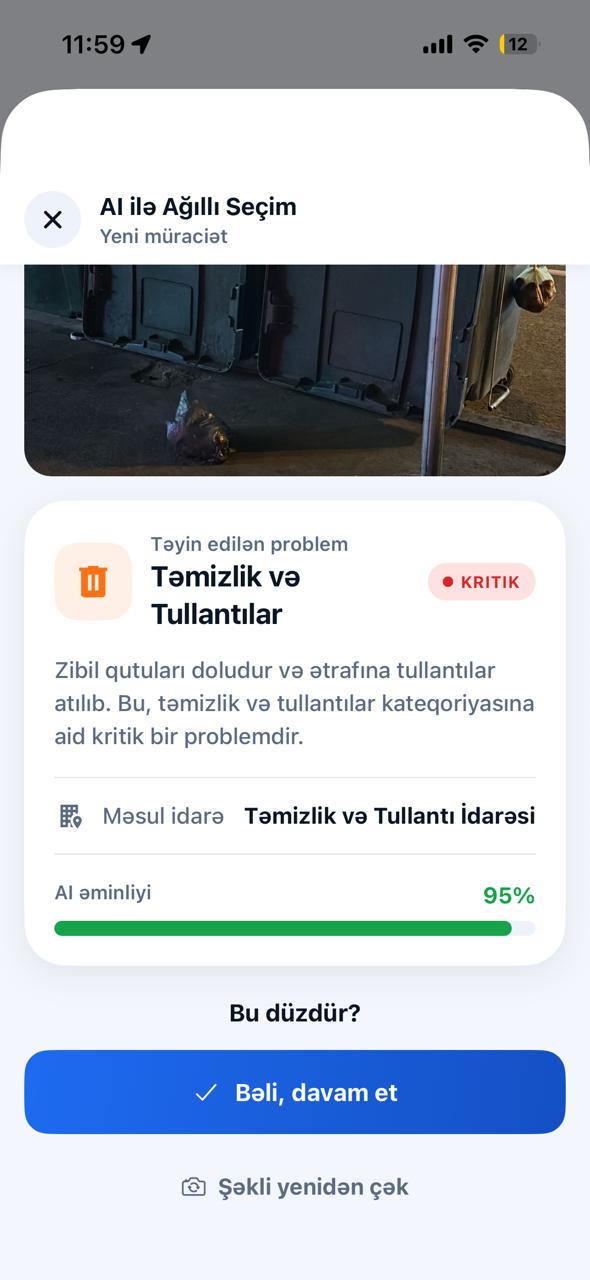 11:59
12
AI ilə Ağıllı Seçim
Yeni müraciət
Təyin edilən problem
Təmizlik və
Tullantılar
KRITIK
Zibil qutuları doludur və ətrafına tullantılar
atılıb. Bu, təmizlik və tullantılar kateqoriyasına
aid kritik bir problemdir.
Məsul idarə
Təmizlik və Tullantı İdarəsi
AI əminliyi
95%
Bu düzdür?
Bəli, davam et
Şəkli yenidən çək